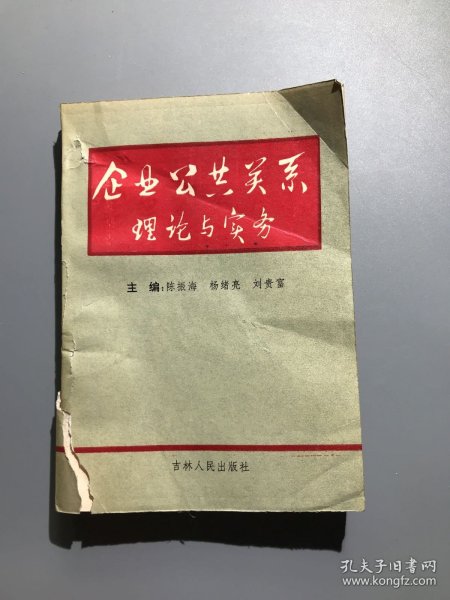 企业公共关系
理论与实务
主 编:陈振海 杨绪亮 刘贵富
吉林人民出版社
孔夫子旧书网
www.kongfz.com